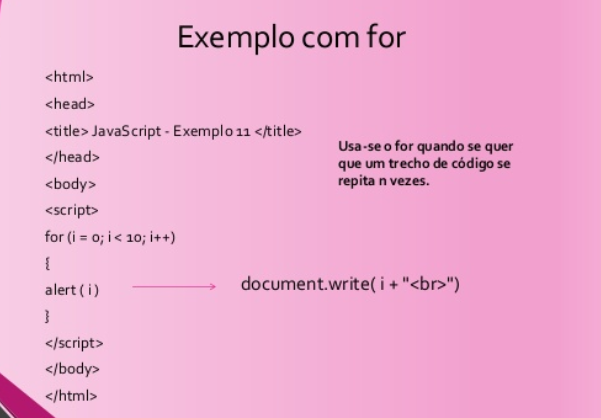 Exemplo com for
<html>
<head>
<title> JavaScript - Exemplo 11 </title>
</head>
<body>
<script>
for (i = 0; i < 10; i++)
{
alert ( i )
}
</script>
</body>
</html>
Usa-se o for quando se quer
que um trecho de código se
repita n vezes.
document.write( i + "<br>")